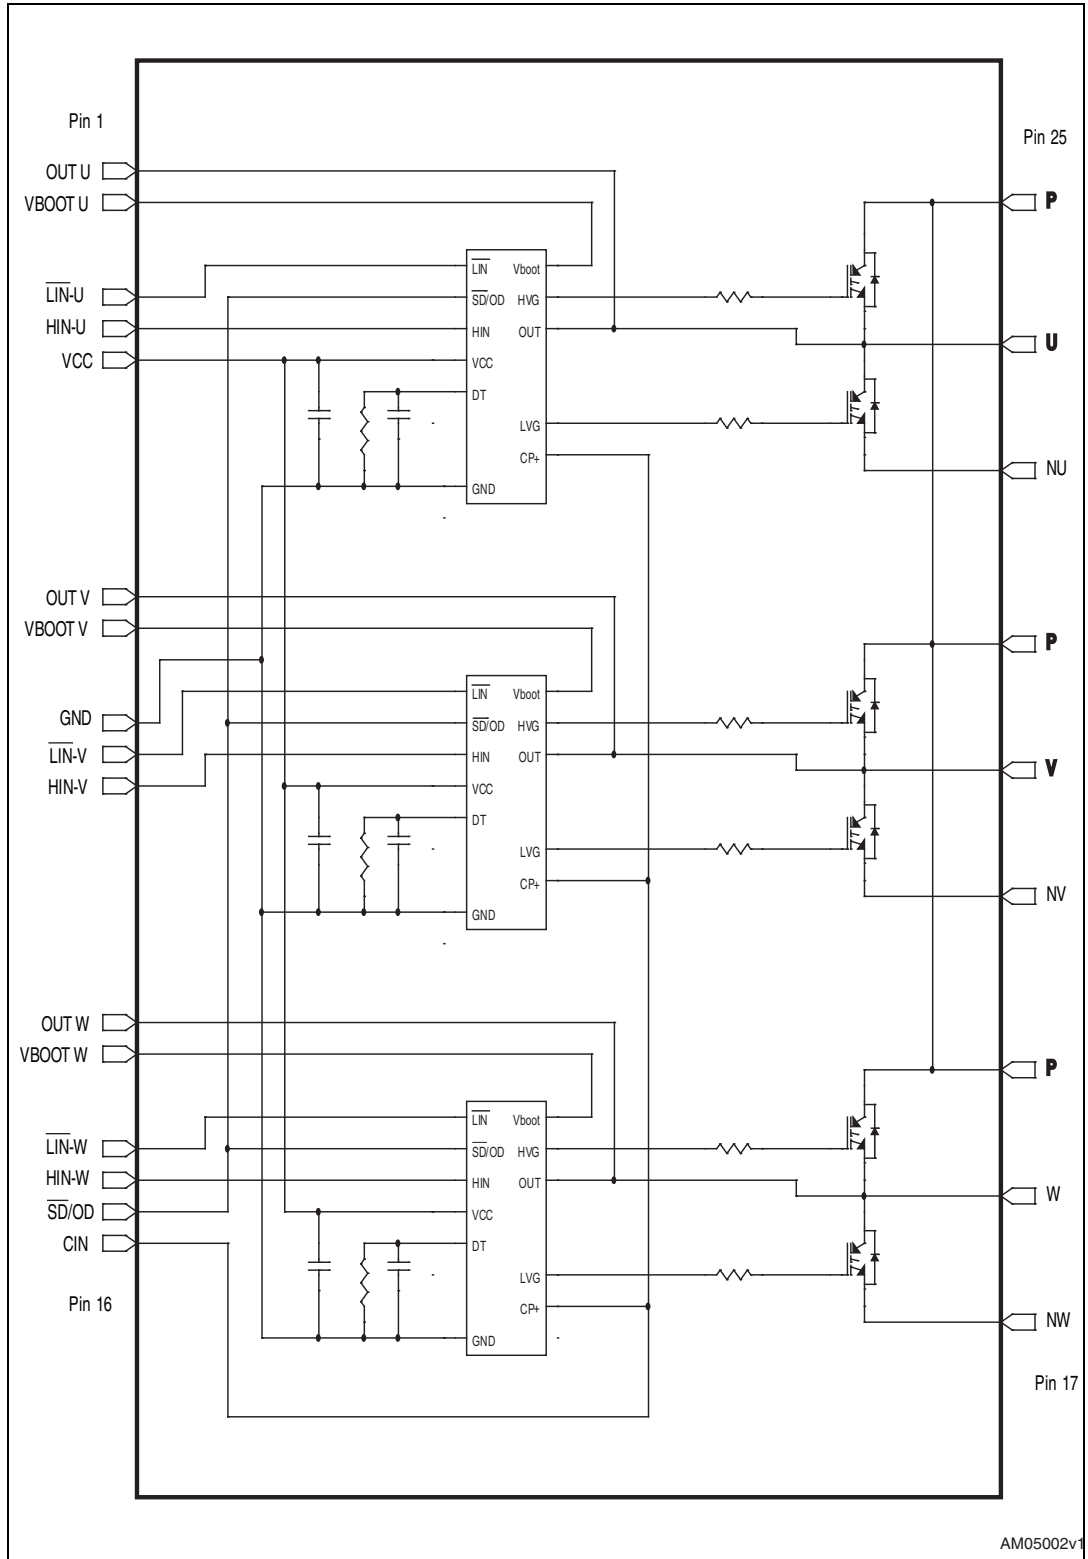 Pin 1
Pin 25
OUT U
VBOOT U
P
LIN
Vboot
LIN-U
SD/OD
HVG
HIN-U
HIN
OUT
U
VCC
VCC
DT
LVG
CP+
NU
GND
OUT V
VBOOT V
P
LIN
Vboot
GND
SD/OD
HVG
LIN-V
HIN
OUT
V
HIN-V
VCC
DT
LVG
CP+
NV
GND
OUT W
VBOOT W
P
LIN
Vboot
LIN-W
SD/OD
HVG
HIN-W
HIN
OUT
W
SD/OD
VCC
CIN
DT
LVG
Pin 16
CP+
NW
GND
Pin 17
AM05002v1